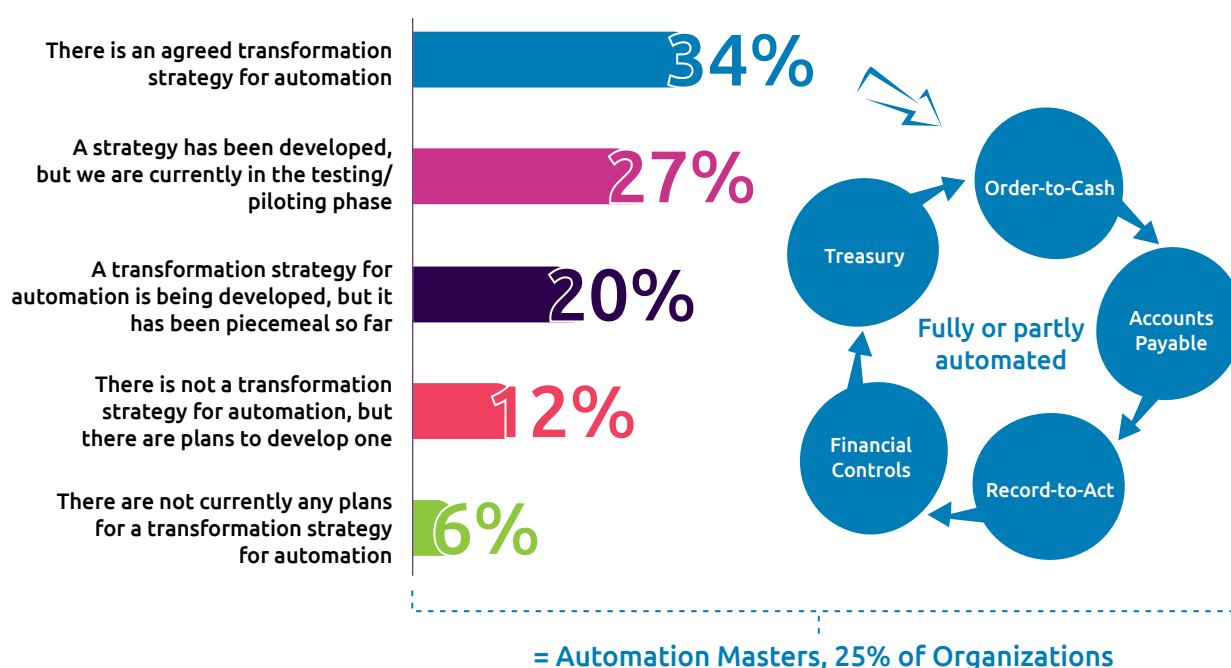 There is an agreed transformation
strategy for automation
34%
A strategy has been developed,
but we are currently in the testing/
piloting phase
27%
A transformation strategy for
automation is being developed, but it
has been piecemeal so far
20%
There is not a transformation
strategy for automation, but
there are plans to develop one
12%
There are not currently any plans
for a transformation strategy
for automation
6%
Order-to-Cash
Accounts
Payable
Record-to-Act
Financial
Controls
Treasury
Fully or partly
automated
= Automation Masters, 25% of Organizations